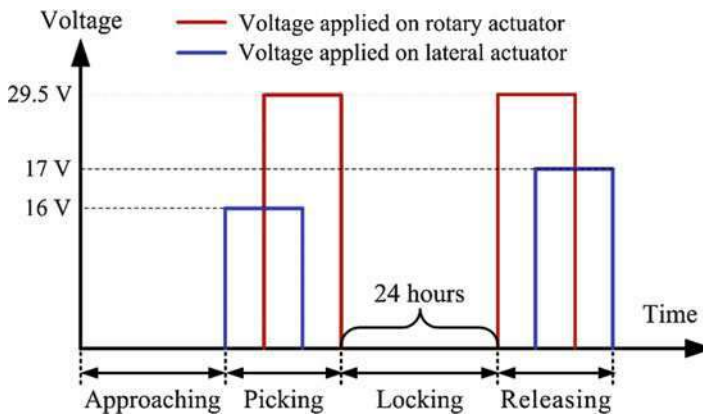 Voltage
Voltage applied on rotary actuator
Voltage applied on lateral actuator
29.5 V
17 V
16 V
24 hours
Time
Approaching Picking Locking Releasing